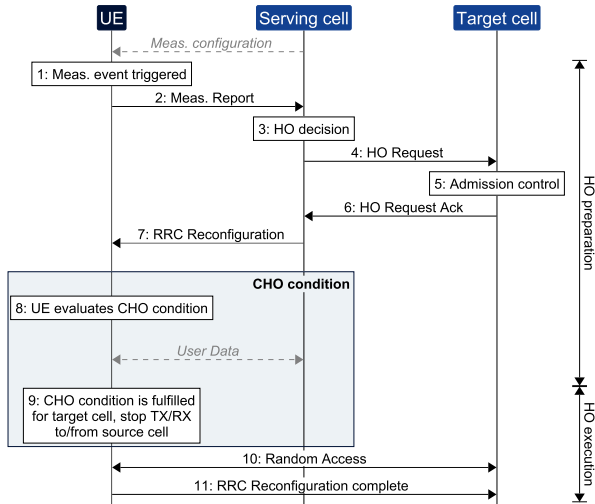 UE
Serving cell
Target cell
Meas. configuration
1: Meas. event triggered
2: Meas. Report
3: HO decision
4: HO Request
5: Admission control
6: HO Request Ack
7: RRC Reconfiguration
HO preparation
CHO condition
8: UE evaluates CHO condition
User Data
9: CHO condition is fulfilled
for target cell, stop TX/RX
to/from source cell
HO execution
10: Random Access
11: RRC Reconfiguration complete